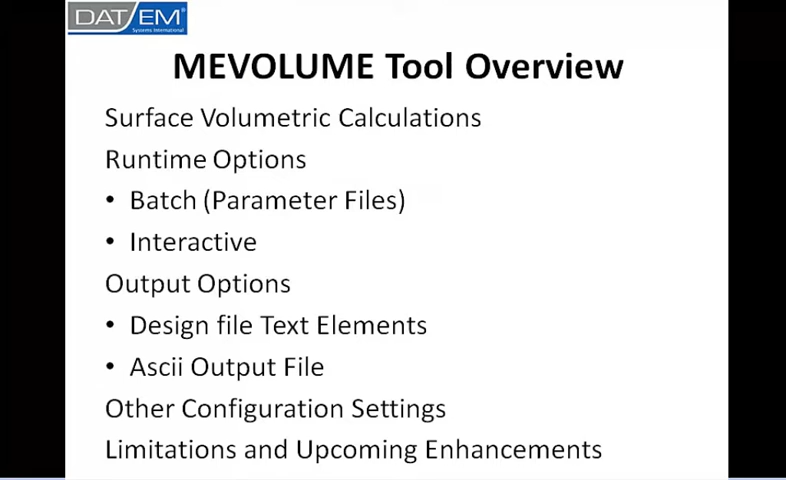 DAT/EM®
Systems International
MEVOLUME Tool Overview
Surface Volumetric Calculations
Runtime Options
• Batch (Parameter Files)
• Interactive
Output Options
• Design file Text Elements
• Ascii Output File
Other Configuration Settings
Limitations and Upcoming Enhancements